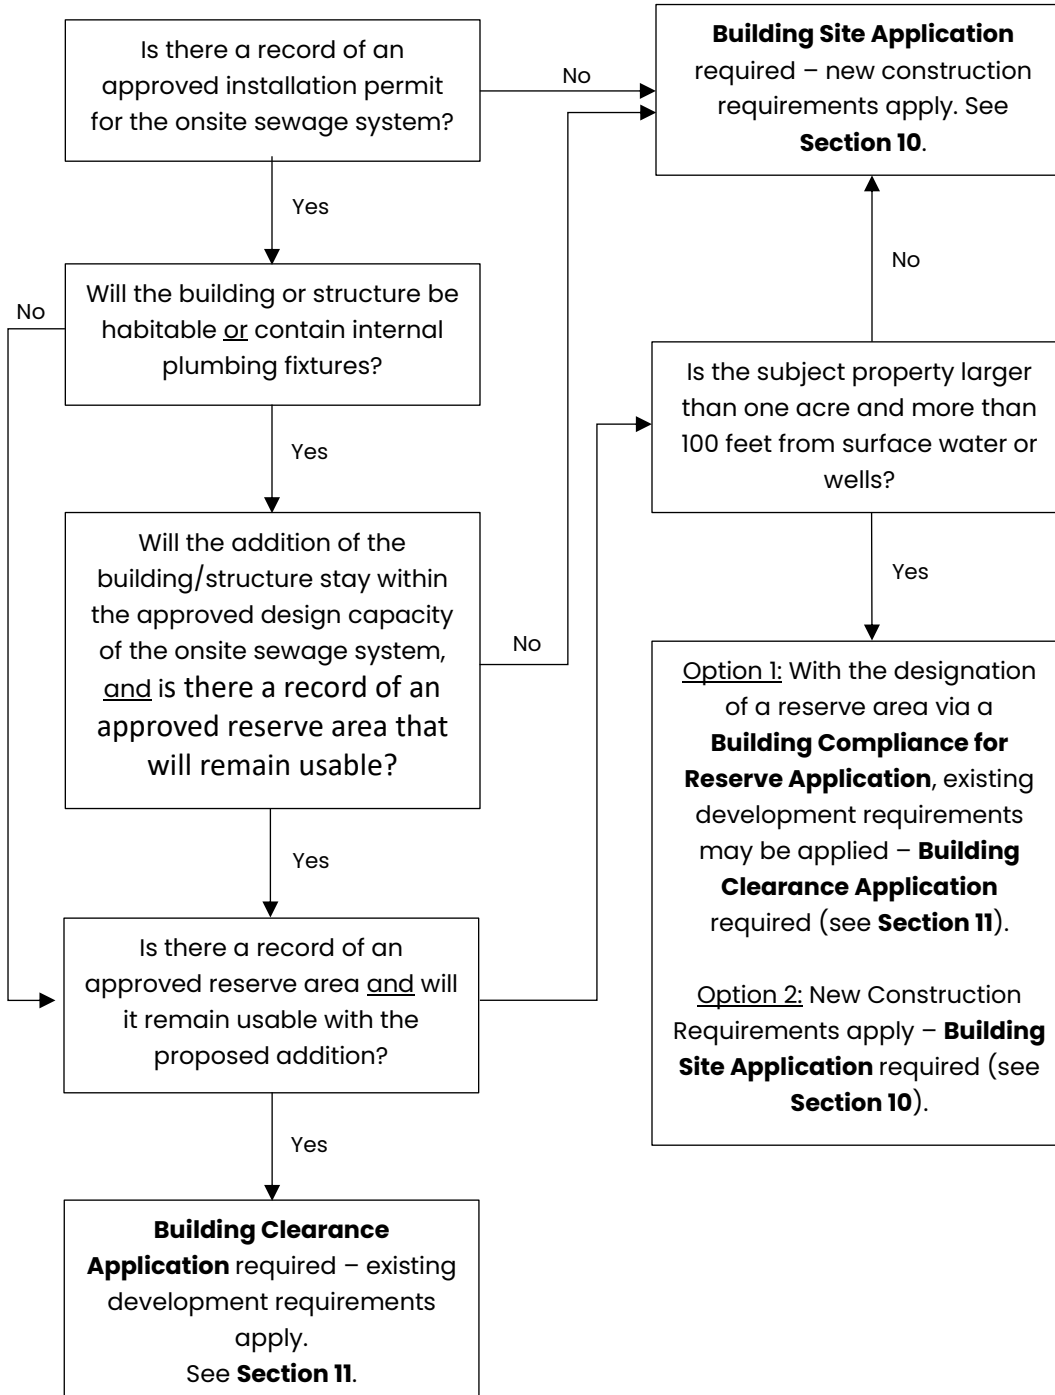 Is there a record of an
approved installation permit
for the onsite sewage system?
No
Building Site Application
required – new construction
requirements apply. See
Section 10.
Yes
No
Will the building or structure be
habitable or contain internal
plumbing fixtures?
No
Is the subject property larger
than one acre and more than
100 feet from surface water or
wells?
Yes
Will the addition of the
building/structure stay within
the approved design capacity
of the onsite sewage system,
and is there a record of an
approved reserve area that
will remain usable?
No
Yes
Option 1: With the designation
of a reserve area via a
Building Compliance for
Reserve Application, existing
development requirements
may be applied – Building
Clearance Application
required (see Section 11).
Option 2: New Construction
Requirements apply – Building
Site Application required (see
Section 10).
Yes
Is there a record of an
approved reserve area and will
it remain usable with the
proposed addition?
Yes
Building Clearance
Application required – existing
development requirements
apply.
See Section 11.